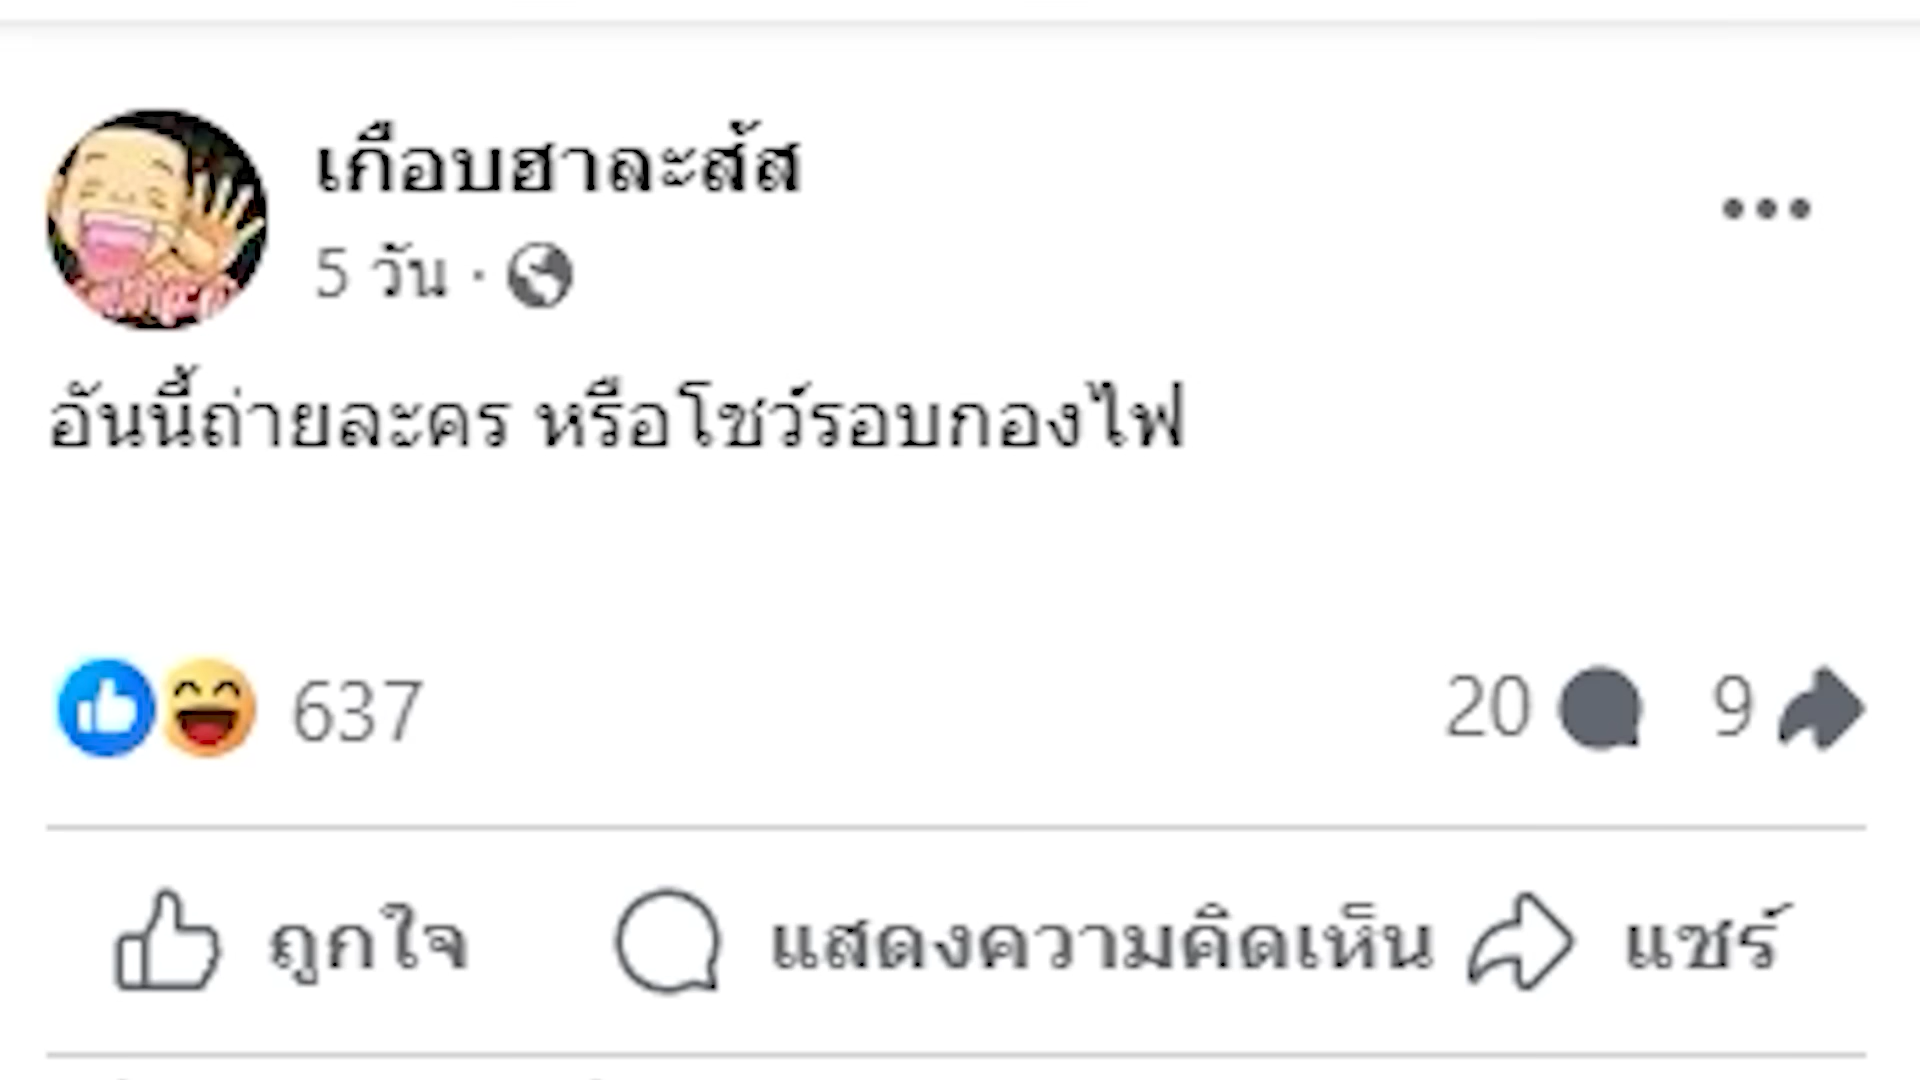 เกือบฮาละส้ัส
5 วัน ·
อันนี้ถ่ายละคร หรือโชว์รอบกองไฟ
637
20 9
ถูกใจ แสดงความคิดเห็น แชร์